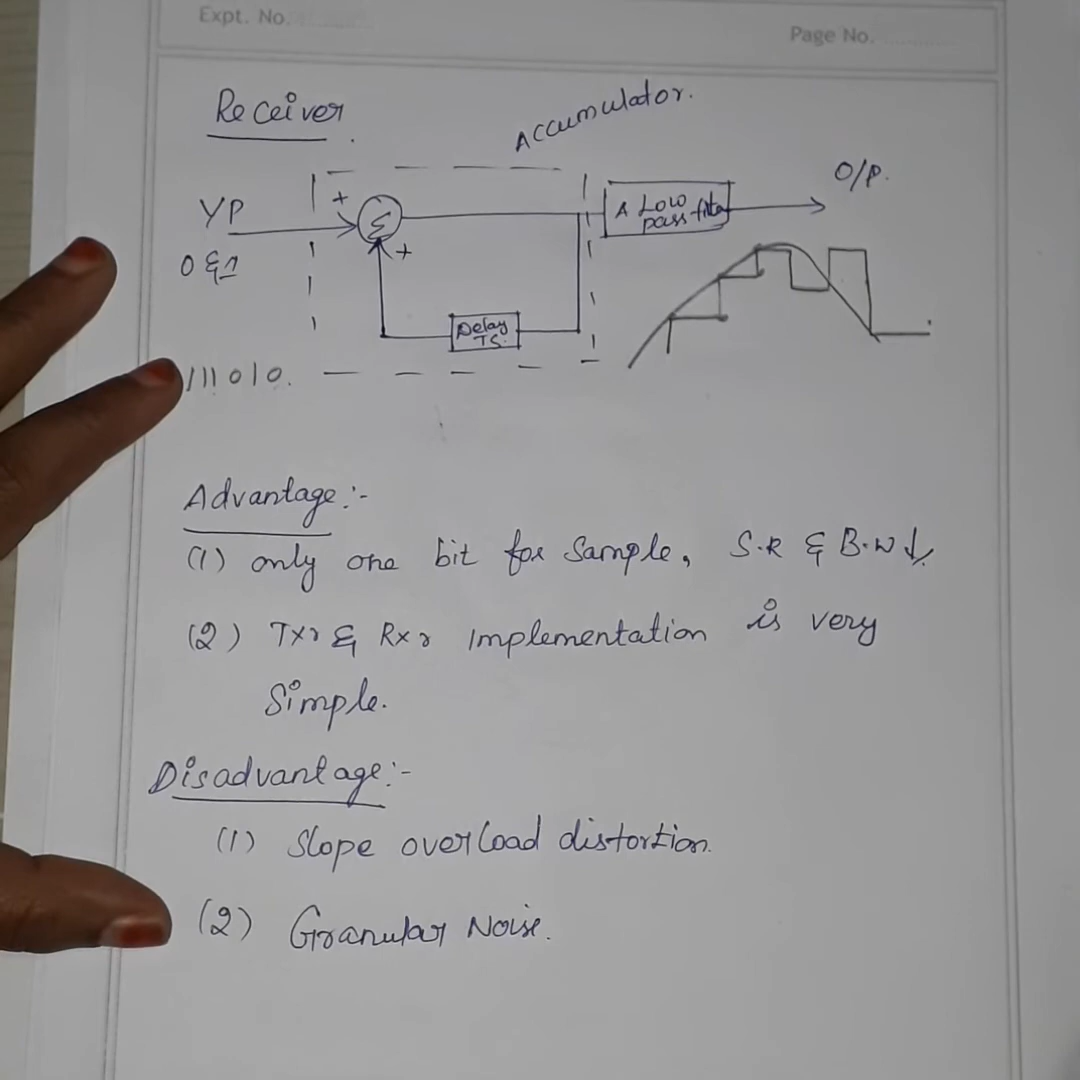 Expt. No.
Page No.
Receiver.
Accumulator.
O/P.
+
A Low
pass-filter
YP
Σ
+
0 & 1
Delay
TS.
111010.
Advantage:-
(1) only one bit for Sample, S.R & B.W ↓.
(2) Txr & Rxr Implementation is very
Simple.
Disadvantage:-
(1) Slope overload distortion.
(2) Granular Noise.